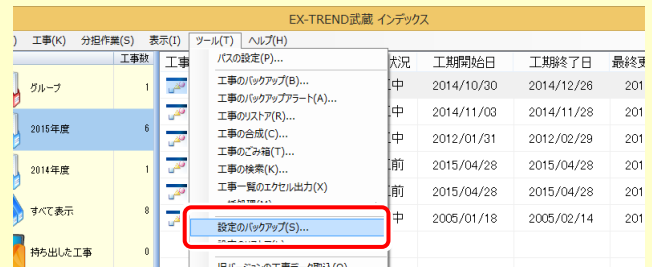 EX-TREND武蔵 インデックス
) 工事(K) 分担作業(S) 表示(I) ツール(T) ヘルプ(H)
工事数
グループ 1
2015年度 6
2014年度 1
すべて表示 8
持ち出した工事 0
パスの設定(P)...
工事のバックアップ(B)...
工事のバックアップアラート(A)...
工事のリストア(R)...
工事の合成(C)...
工事のごみ箱(T)...
工事の検索(K)...
工事一覧のエクセル出力(X)
設定のバックアップ(S)...
工事
状況 工期開始日 工期終了日 最終更
中 2014/10/30 2014/12/26 201
中 2014/11/03 2014/11/28 201
中 2012/01/31 2012/02/29 201
前 2015/04/28 2015/04/28 201
前 2015/04/28 2015/04/28 201
中 2005/01/18 2005/02/14 201